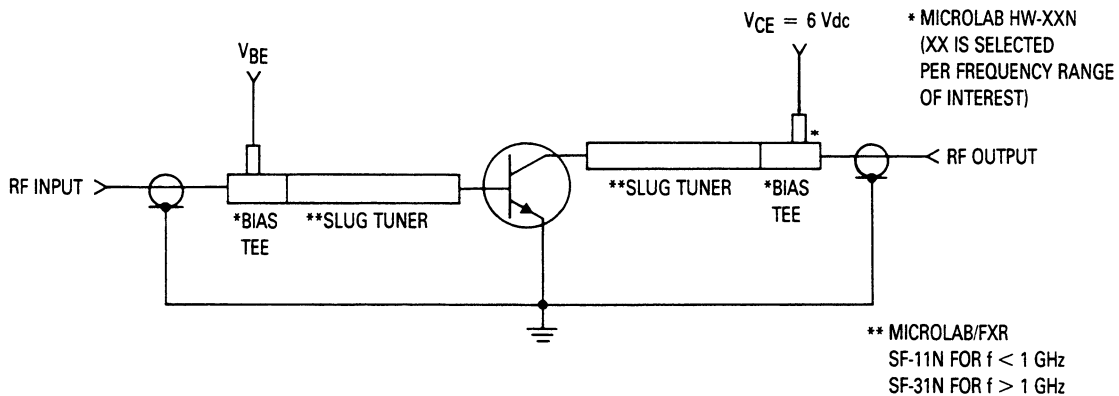 V_CE = 6 Vdc
* MICROLAB HW-XXN
(XX IS SELECTED
PER FREQUENCY RANGE
OF INTEREST)
V_BE
*
RF INPUT
RF OUTPUT
*BIAS
TEE
**SLUG TUNER
**SLUG TUNER
*BIAS
TEE
** MICROLAB/FXR
SF-11N FOR f < 1 GHz
SF-31N FOR f > 1 GHz